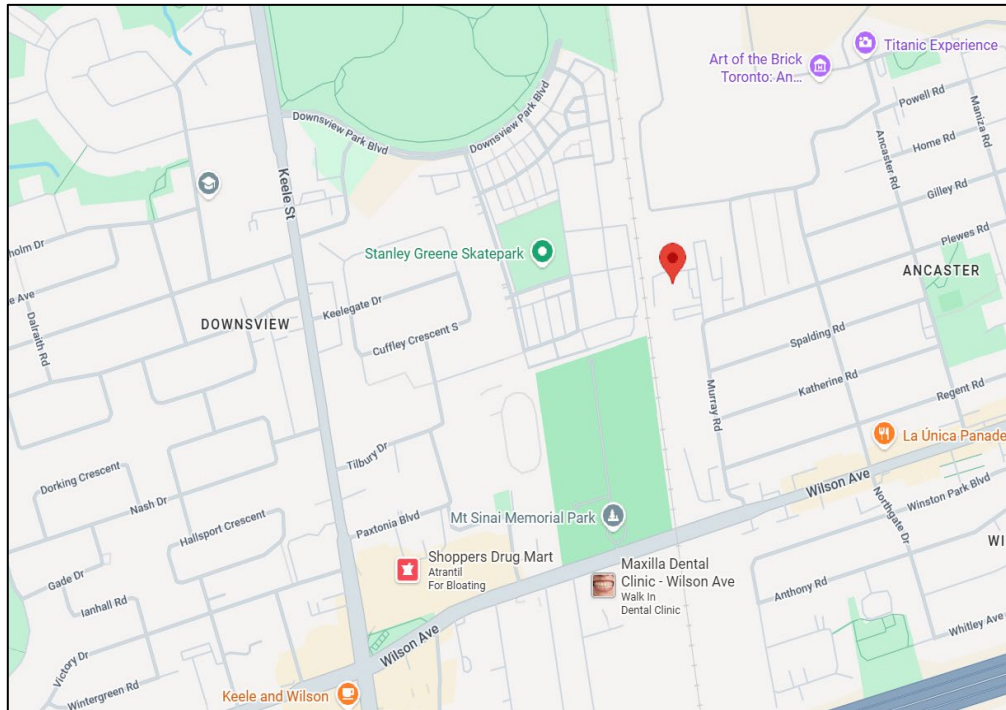 Titanic Experience
Art of the Brick
Toronto: An...
Powell Rd
Maniza Rd
Ancaster Rd
Home Rd
Gilley Rd
Plewes Rd
Downsview Park Blvd
Downsview Park Blvd
Keele St
holm Dr
e Ave
Dalraith Rd
DOWNSVIEW
Stanley Greene Skatepark
Keelegate Dr
Cuffley Crescent S
ANCASTER
Spalding Rd
Katherine Rd
Regent Rd
Murray Rd
La Única Panade
Wilson Ave
Tilbury Dr
Dorking Crescent
Nash Dr
Hallsport Crescent
Paxtonia Blvd
Mt Sinai Memorial Park
Winston Park Blvd
Northgate Dr
WI
Shoppers Drug Mart
Atrantil
For Bloating
Maxilla Dental
Clinic - Wilson Ave
Walk In
Dental Clinic
Gade Dr
Ianhall Rd
Victory Dr
Wintergreen Rd
Anthony Rd
Whitley Ave
Wilson Ave
Keele and Wilson